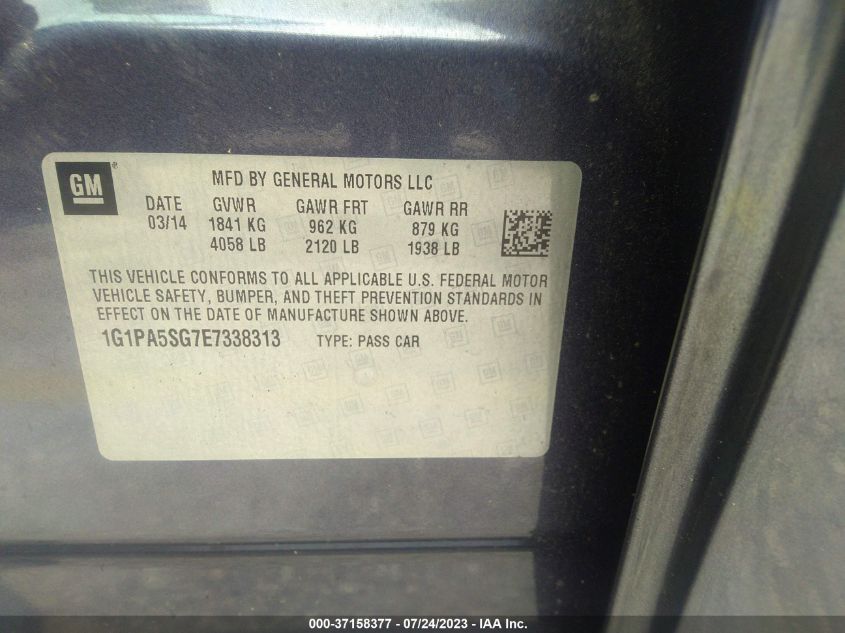 GM®
MFD BY GENERAL MOTORS LLC
DATE GVWR GAWR FRT GAWR RR
03/14 1841 KG 962 KG 879 KG
4058 LB 2120 LB 1938 LB
THIS VEHICLE CONFORMS TO ALL APPLICABLE U.S. FEDERAL MOTOR
VEHICLE SAFETY, BUMPER, AND THEFT PREVENTION STANDARDS IN
EFFECT ON THE DATE OF MANUFACTURE SHOWN ABOVE.
1G1PA5SG7E7338313 TYPE: PASS CAR
000-37158377 - 07/24/2023 - IAA Inc.